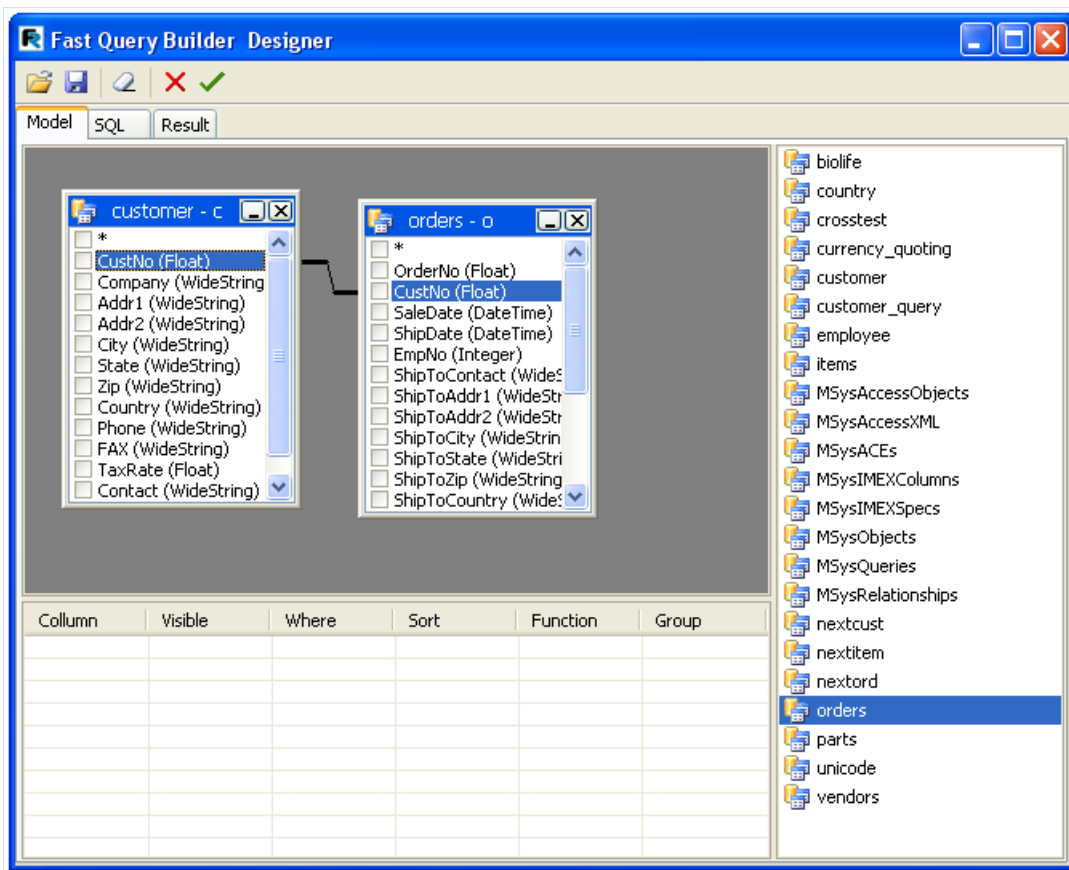 Fast Query Builder Designer
Model SQL Result
customer - c
*
CustNo (Float)
Company (WideString
Addr1 (WideString)
Addr2 (WideString)
City (WideString)
State (WideString)
Zip (WideString)
Country (WideString)
Phone (WideString)
FAX (WideString)
TaxRate (Float)
Contact (WideString)
orders - o
*
OrderNo (Float)
CustNo (Float)
SaleDate (DateTime)
ShipDate (DateTime)
EmpNo (Integer)
ShipToContact (WideS
ShipToAddr1 (WideStr
ShipToAddr2 (WideStr
ShipToCity (WideStrin
ShipToState (WideStri
ShipToZip (WideString
ShipToCountry (WideS
Collumn Visible Where Sort Function Group
biolife
country
crosstest
currency_quoting
customer
customer_query
employee
items
MSysAccessObjects
MSysAccessXML
MSysACEs
MSysIMEXColumns
MSysIMEXSpecs
MSysObjects
MSysQueries
MSysRelationships
nextcust
nextitem
nextord
orders
parts
unicode
vendors